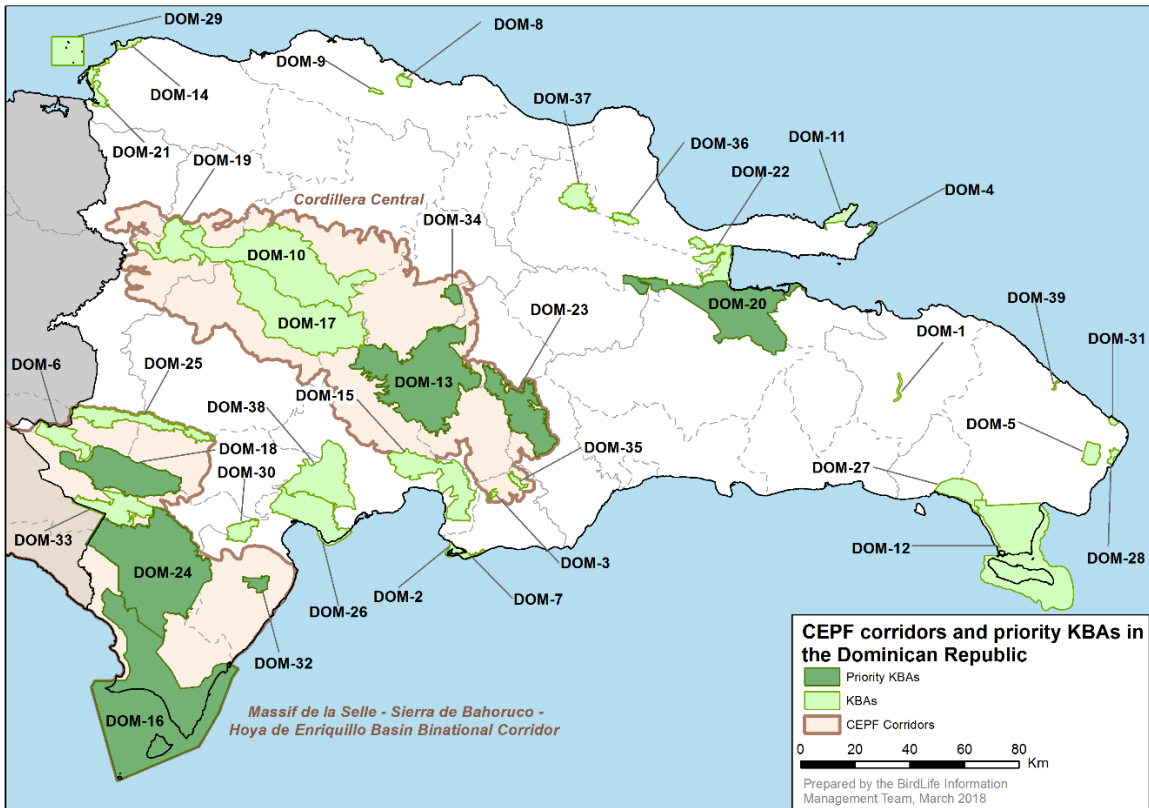 DOM-29
DOM-8
DOM-9
DOM-14
DOM-37
DOM-21
DOM-19
DOM-36
DOM-11
DOM-22
DOM-4
Cordillera Central
DOM-34
DOM-10
DOM-39
DOM-20
DOM-23
DOM-17
DOM-1
DOM-31
DOM-6
DOM-25
DOM-13
DOM-15
DOM-38
DOM-5
DOM-18
DOM-35
DOM-30
DOM-27
DOM-33
DOM-12
DOM-28
DOM-3
DOM-24
DOM-2
DOM-7
DOM-26
DOM-32
DOM-16
Massif de la Selle - Sierra de Bahoruco -
Hoya de Enriquillo Basin Binational Corridor
CEPF corridors and priority KBAs in
the Dominican Republic
Priority KBAs
KBAs
CEPF Corridors
0 20 40 60 80
Km
Prepared by the BirdLife Information
Management Team, March 2018